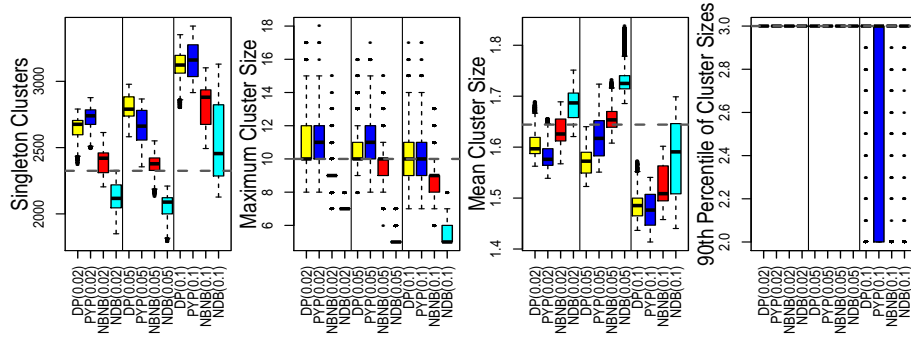 Singleton Clusters
3000
2500
2000
DP(0.02)
PYP(0.02)
NBNB(0.02)
NDB(0.02)
DP(0.05)
PYP(0.05)
NBNB(0.05)
NDB(0.05)
DP(0.1)
PYP(0.1)
NBNB(0.1)
NDB(0.1)
Maximum Cluster Size
18
16
14
12
10
8
6
DP(0.02)
PYP(0.02)
NBNB(0.02)
NDB(0.02)
DP(0.05)
PYP(0.05)
NBNB(0.05)
NDB(0.05)
DP(0.1)
PYP(0.1)
NBNB(0.1)
NDB(0.1)
Mean Cluster Size
1.8
1.7
1.6
1.5
1.4
DP(0.02)
PYP(0.02)
NBNB(0.02)
NDB(0.02)
DP(0.05)
PYP(0.05)
NBNB(0.05)
NDB(0.05)
DP(0.1)
PYP(0.1)
NBNB(0.1)
NDB(0.1)
90th Percentile of Cluster Sizes
3.0
2.8
2.6
2.4
2.2
2.0
DP(0.02)
PYP(0.02)
NBNB(0.02)
NDB(0.02)
DP(0.05)
PYP(0.05)
NBNB(0.05)
NDB(0.05)
DP(0.1)
PYP(0.1)
NBNB(0.1)
NDB(0.1)